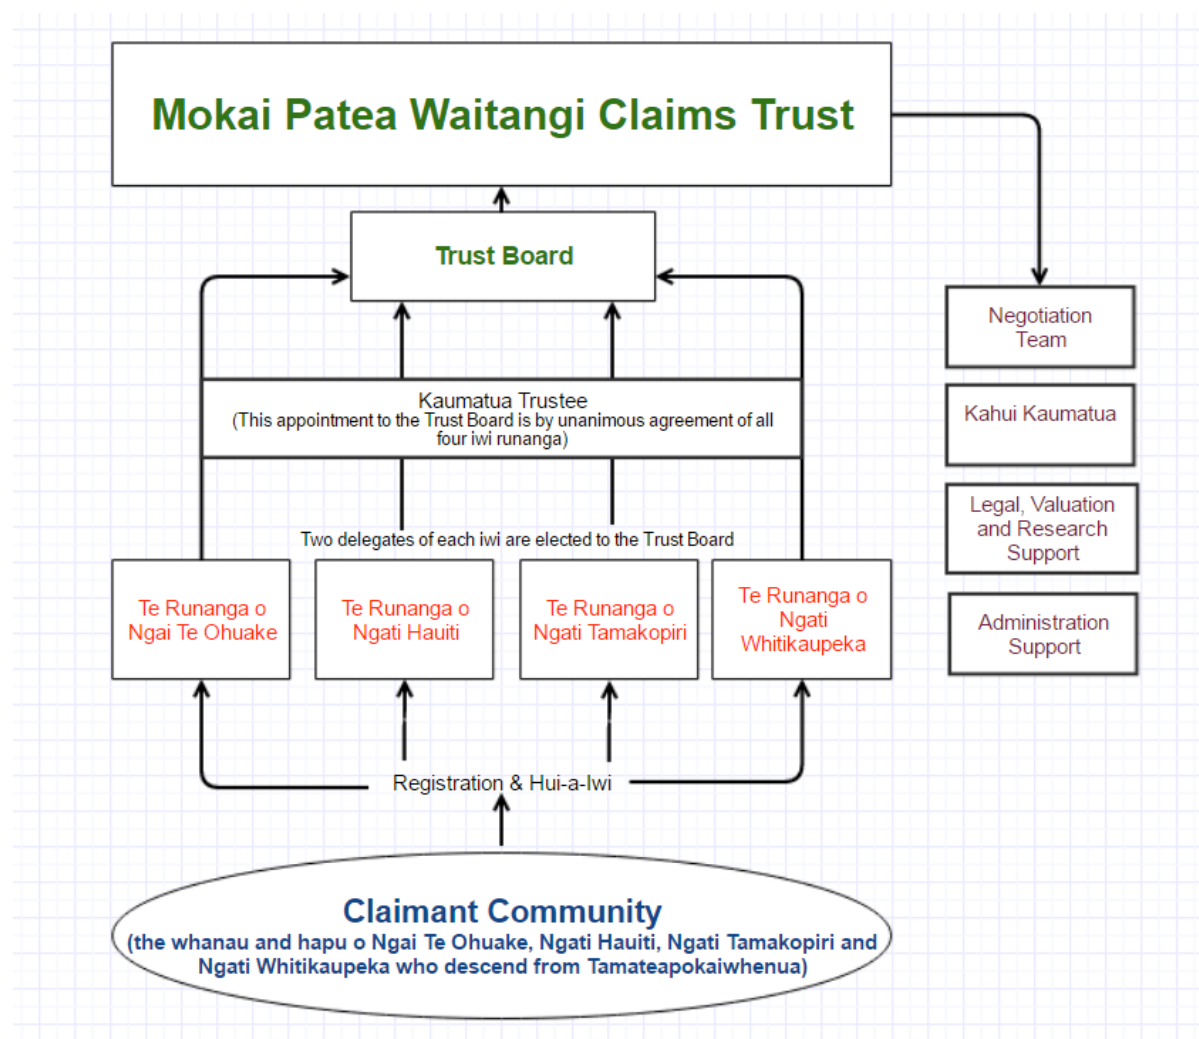 Mokai Patea Waitangi Claims Trust
Trust Board
Negotiation
Team
Kaumatua Trustee
(This appointment to the Trust Board is by unanimous agreement of all
four iwi runanga)
Kahui Kaumatua
Legal, Valuation
and Research
Support
Two delegates of each iwi are elected to the Trust Board
Te Runanga o
Ngai Te Ohuake
Te Runanga o
Ngati Hauiti
Te Runanga o
Ngati Tamakopiri
Te Runanga o
Ngati
Whitikaupeka
Administration
Support
Registration & Hui-a-Iwi
Claimant Community
(the whanau and hapu o Ngai Te Ohuake, Ngati Hauiti, Ngati Tamakopiri and
Ngati Whitikaupeka who descend from Tamateapokaiwhenua)